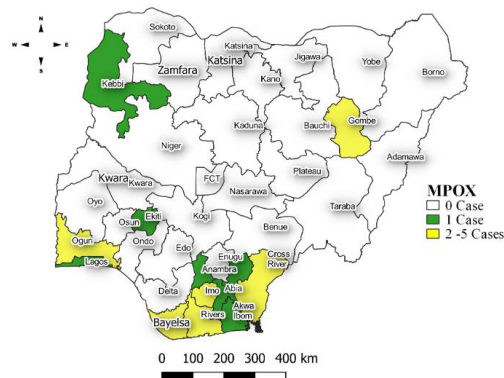 N
W E
S
Sokoto
Katsina
Katsina
Jigawa
Yobe
Borno
Kebbi
Zamfara
Kano
Kaduna
Bauchi
Gombe
Adamawa
Niger
Plateau
Kwara
Kwara
FCT
Nasarawa
Taraba
Oyo
Osun
Ekiti
Kogi
Benue
Ogun
Ondo
Edo
Enugu
Cross
River
Lagos
Anambra
Delta
Imo
Abia
Bayelsa
Rivers
Akwa
Ibom
MPOX
0 Case
1 Case
2 -5 Cases
0 100 200 300 400 km